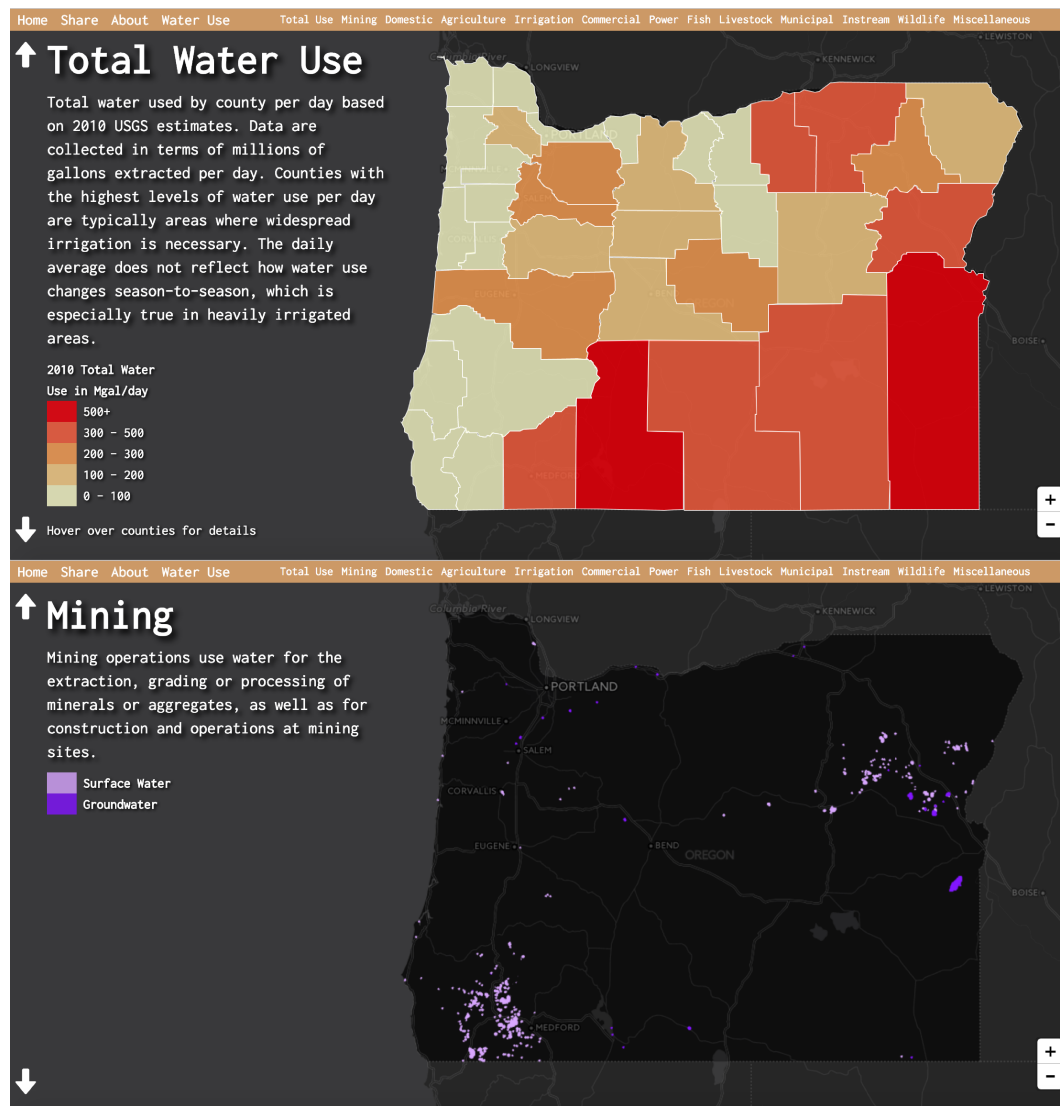 Home Share About Water Use Total Use Mining Domestic Agriculture Irrigation Commercial Power Fish Livestock Municipal Instream Wildlife Miscellaneous
Total Water Use
Total water used by county per day based
on 2010 USGS estimates. Data are
collected in terms of millions of
gallons extracted per day. Counties with
the highest levels of water use per day
are typically areas where widespread
irrigation is necessary. The daily
average does not reflect how water use
changes season-to-season, which is
especially true in heavily irrigated
areas.
2010 Total Water
Use in Mgal/day
500+
300 - 500
200 - 300
100 - 200
0 - 100
Hover over counties for details
Columbia River
LONGVIEW
KENNEWICK
LEWISTON
PORTLAND
MCMINNVILLE
SALEM
CORVALLIS
EUGENE
BEND
BOISE
MEDFORD
+
−
Home Share About Water Use Total Use Mining Domestic Agriculture Irrigation Commercial Power Fish Livestock Municipal Instream Wildlife Miscellaneous
Mining
Mining operations use water for the
extraction, grading or processing of
minerals or aggregates, as well as for
construction and operations at mining
sites.
Surface Water
Groundwater
Columbia River
LONGVIEW
KENNEWICK
LEWISTON
PORTLAND
MCMINNVILLE
SALEM
CORVALLIS
EUGENE
BEND
OREGON
BOISE
MEDFORD
+
−